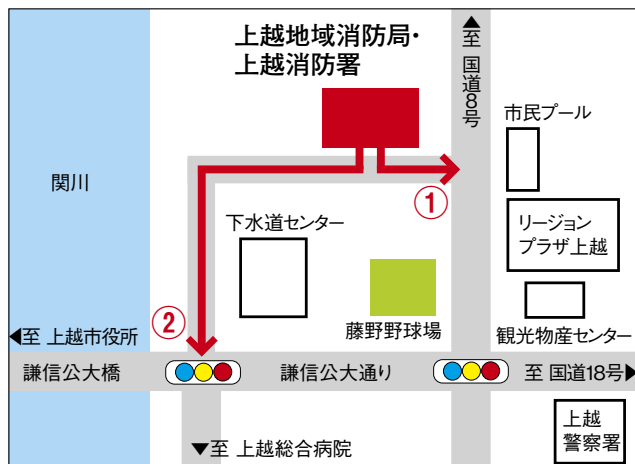 上越地域消防局・
上越消防署
▲至 国道8号
市民プール
関川
①
下水道センター
リージョン
プラザ上越
②
藤野野球場
観光物産センター
◀至 上越市役所
謙信公大橋
謙信公大通り
至 国道18号▶
上越
警察署
▼至 上越総合病院